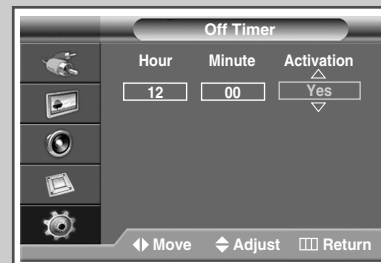 Off Timer
Hour Minute Activation
12 00 Yes
Move Adjust Return